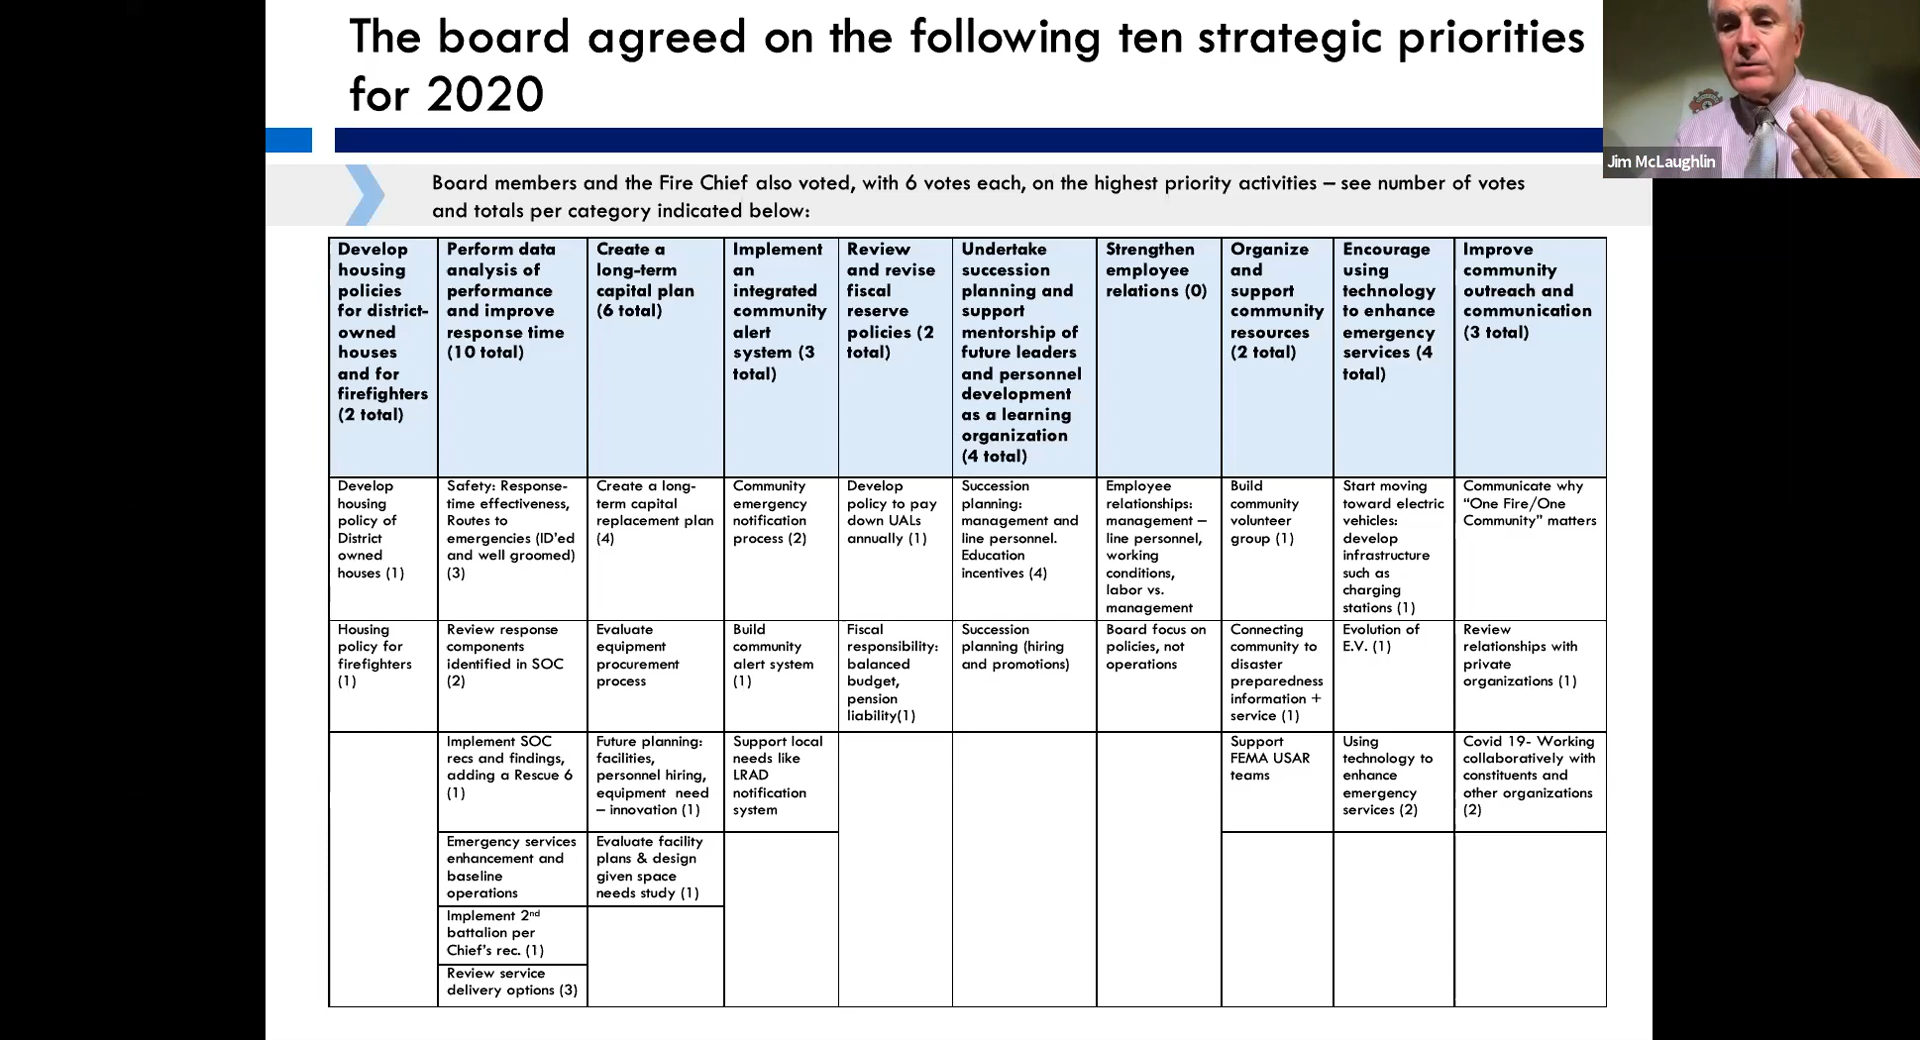 The board agreed on the following ten strategic priorities
for 2020
Jim McLaughlin
Board members and the Fire Chief also voted, with 6 votes each, on the highest priority activities – see number of votes
and totals per category indicated below:
Develop
housing
policies
for district-
owned
houses
and for
firefighters
(2 total)
Perform data
analysis of
performance
and improve
response time
(10 total)
Create a
long-term
capital plan
(6 total)
Implement
an
integrated
community
alert
system (3
total)
Review
and revise
fiscal
reserve
policies (2
total)
Undertake
succession
planning and
support
mentorship of
future leaders
and personnel
development
as a learning
organization
(4 total)
Strengthen
employee
relations (0)
Organize
and
support
community
resources
(2 total)
Encourage
using
technology
to enhance
emergency
services (4
total)
Improve
community
outreach and
communication
(3 total)
Develop
housing
policy of
District
owned
houses (1)
Safety: Response-
time effectiveness,
Routes to
emergencies (ID'ed
and well groomed)
(3)
Create a long-
term capital
replacement plan
(4)
Community
emergency
notification
process (2)
Develop
policy to pay
down UALs
annually (1)
Succession
planning:
management and
line personnel.
Education
incentives (4)
Employee
relationships:
management –
line personnel,
working
conditions,
labor vs.
management
Build
community
volunteer
group (1)
Start moving
toward electric
vehicles:
develop
infrastructure
such as
charging
stations (1)
Communicate why
“One Fire/One
Community” matters
Housing
policy for
firefighters
(1)
Review response
components
identified in SOC
(2)
Evaluate
equipment
procurement
process
Build
community
alert system
(1)
Fiscal
responsibility:
balanced
budget,
pension
liability(1)
Succession
planning (hiring
and promotions)
Board focus on
policies, not
operations
Connecting
community to
disaster
preparedness
information +
service (1)
Evolution of
E.V. (1)
Review
relationships with
private
organizations (1)
Implement SOC
recs and findings,
adding a Rescue 6
(1)
Future planning:
facilities,
personnel hiring,
equipment need
– innovation (1)
Support local
needs like
LRAD
notification
system
Support
FEMA USAR
teams
Using
technology to
enhance
emergency
services (2)
Covid 19- Working
collaboratively with
constituents and
other organizations
(2)
Emergency services
enhancement and
baseline
operations
Evaluate facility
plans & design
given space
needs study (1)
Implement 2nd
battalion per
Chief's rec. (1)
Review service
delivery options (3)